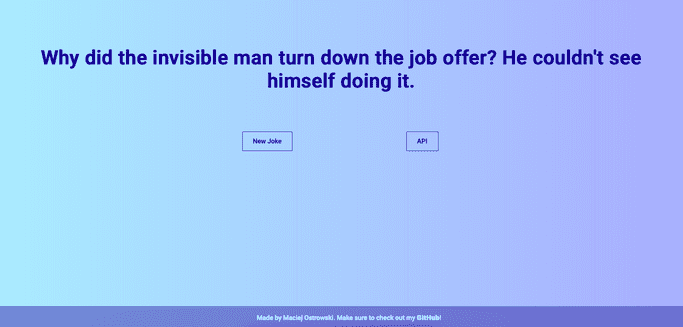 Why did the invisible man turn down the job offer? He couldn't see
himself doing it.
New Joke
API
Made by Maciej Ostrowski. Make sure to check out my GitHub!